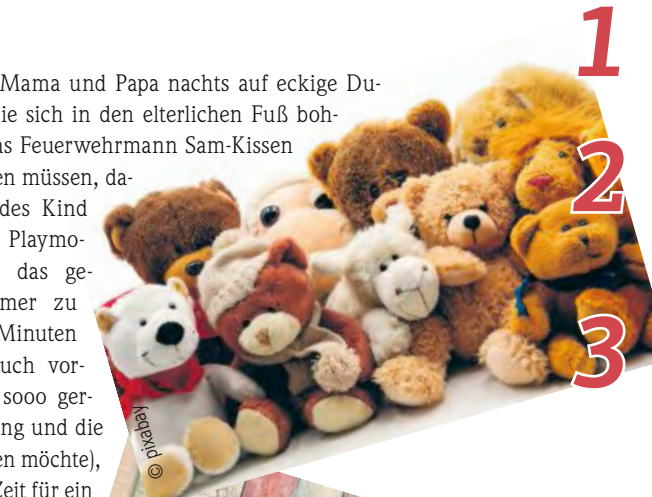 Mama und Papa nachts auf eckige Du-
ie sich in den elterlichen Fuß boh-
as Feuerwehrmann Sam-Kissen
en müssen, da-
des Kind
Playmo-
das ge-
mer zu
Minuten
uch vor-
sooo ger-
ng und die
en möchte),
Zeit für ein
© pixabay
1
2
3